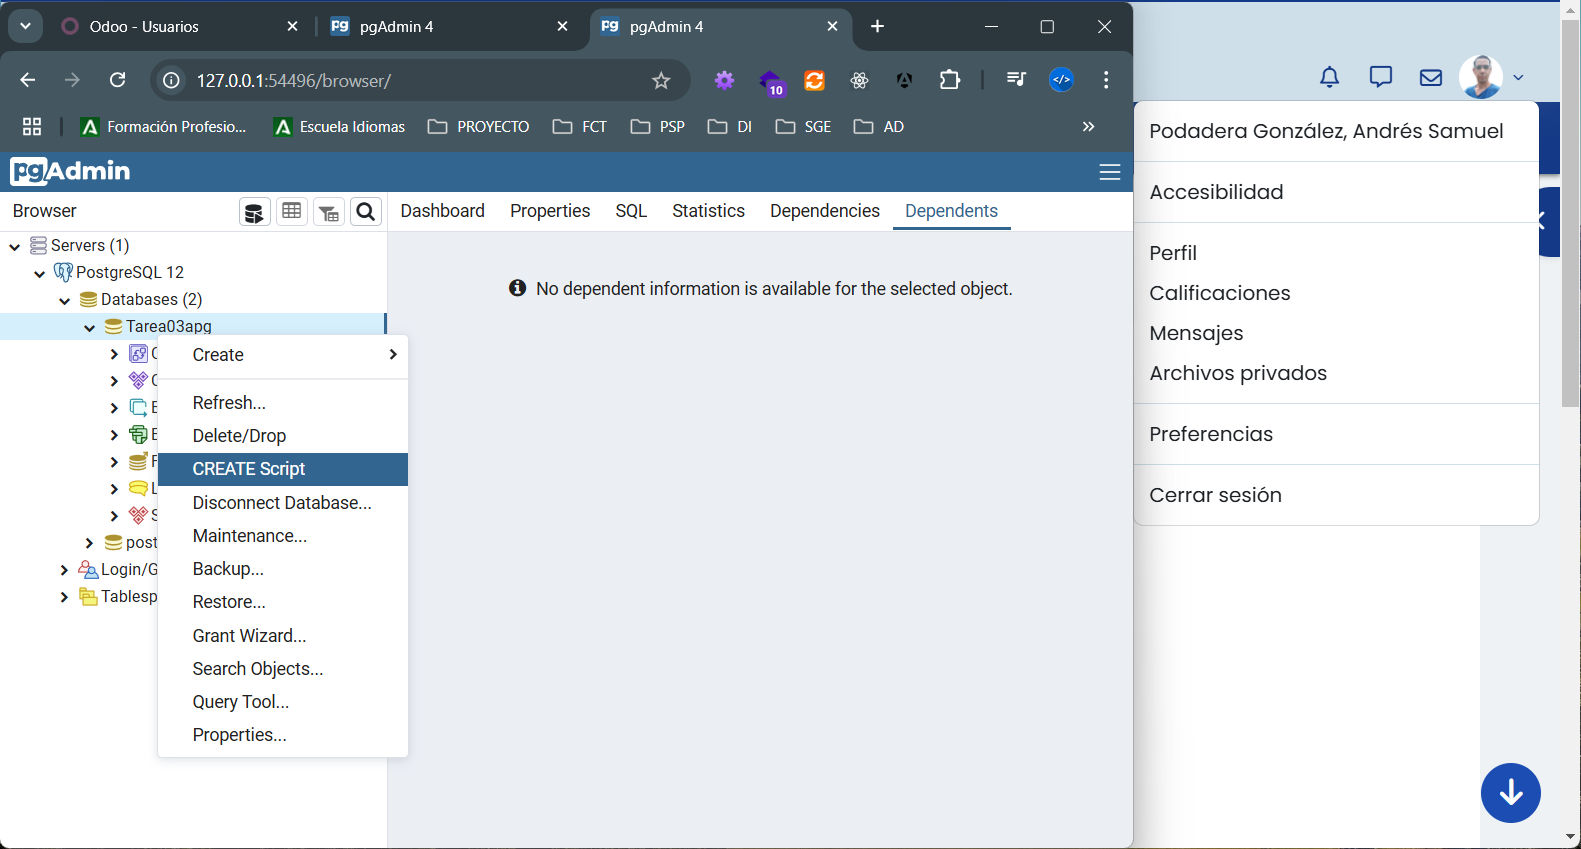 Odoo - Usuarios
pgAdmin 4
pgAdmin 4
127.0.0.1:54496/browser/
10
Formación Profesio...
Escuela Idiomas
PROYECTO
FCT
PSP
DI
SGE
AD
pgAdmin
Browser
Dashboard
Properties
SQL
Statistics
Dependencies
Dependents
Servers (1)
PostgreSQL 12
Databases (2)
Tarea03apg
C
C
E
E
F
L
S
post
Login/G
Tablesp
Create
Refresh...
Delete/Drop
CREATE Script
Disconnect Database...
Maintenance...
Backup...
Restore...
Grant Wizard...
Search Objects...
Query Tool...
Properties...
No dependent information is available for the selected object.
Podadera González, Andrés Samuel
Accesibilidad
Perfil
Calificaciones
Mensajes
Archivos privados
Preferencias
Cerrar sesión